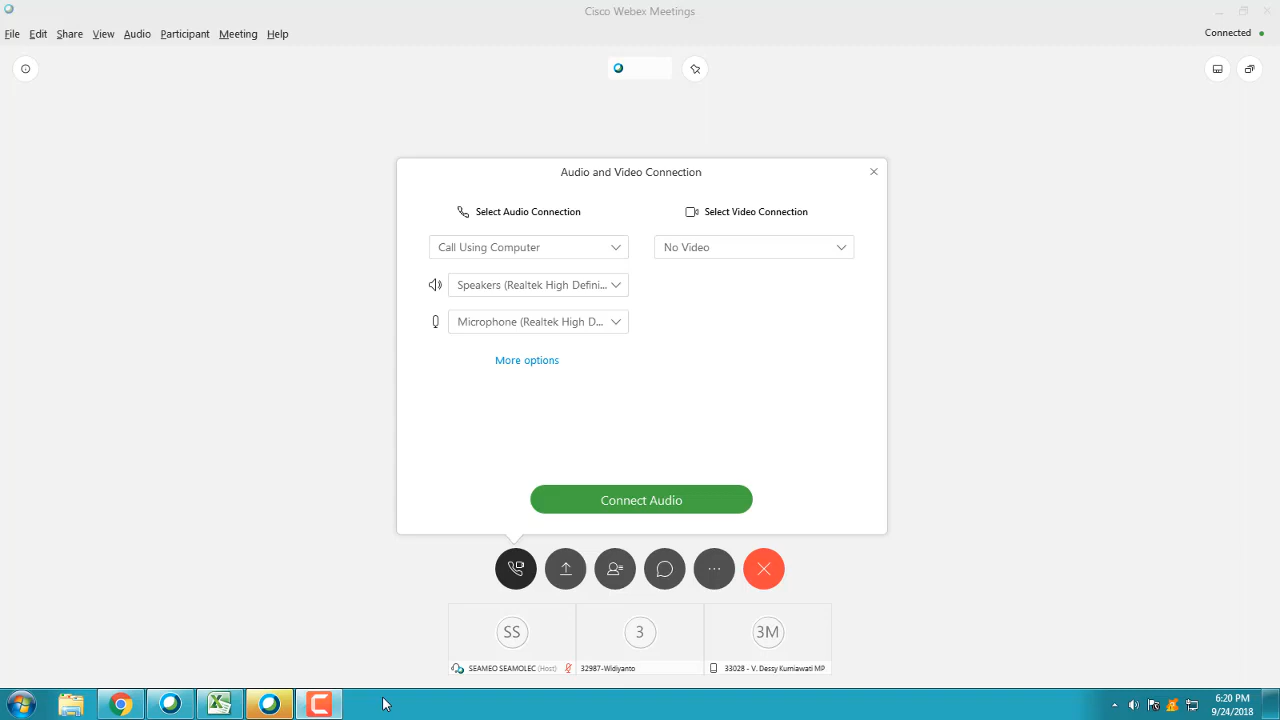 Cisco Webex Meetings
File Edit Share View Audio Participant Meeting Help
Connected
Audio and Video Connection
Select Audio Connection
Select Video Connection
Call Using Computer
No Video
Speakers (Realtek High Defini...
Microphone (Realtek High D...
More options
Connect Audio
SS
3
3M
SEAMEO SEAMOLEC (Host)
32987-Widiyanto
33028 - V. Dessy Kurniawati MP
6:20 PM
9/24/2018